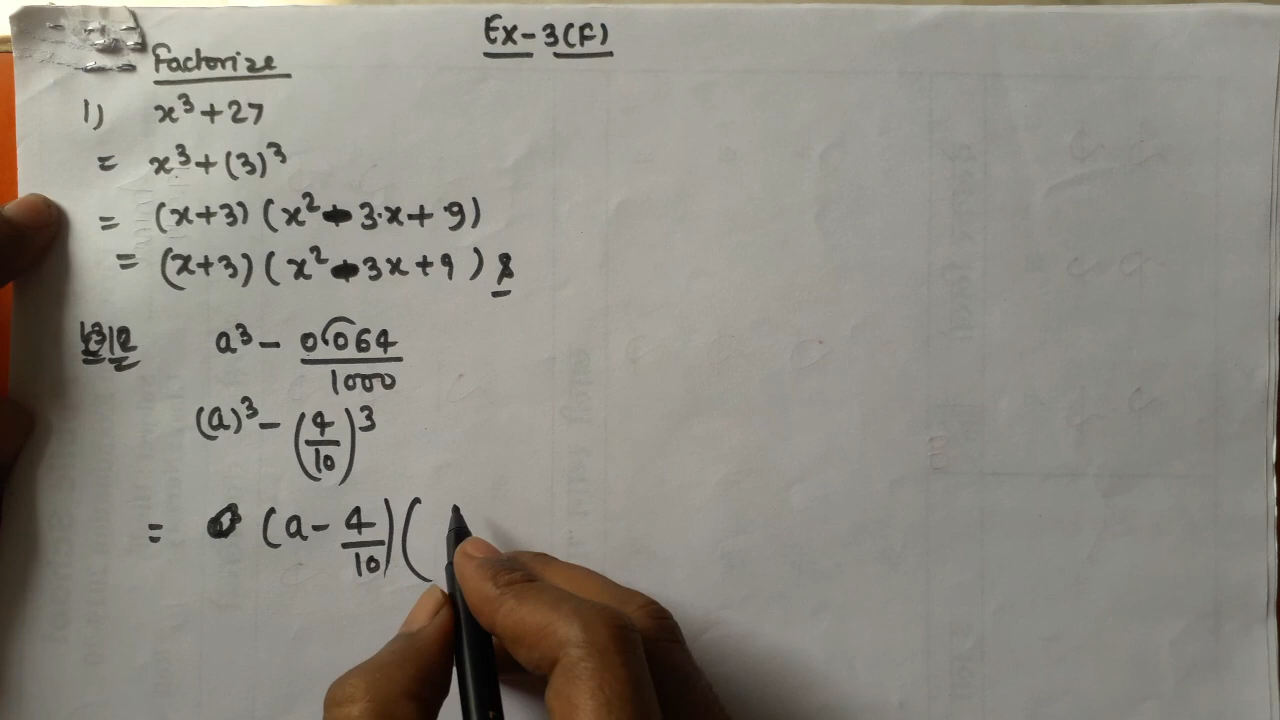 Ex-3(F)
Factorize
1) x³+27
= x³+(3)³
= (x+3)(x²-3·x+9)
= (x+3)(x²-3x+9)
a³ - 0.064/1000
(a)³ - (4/10)³
= (a - 4/10)(